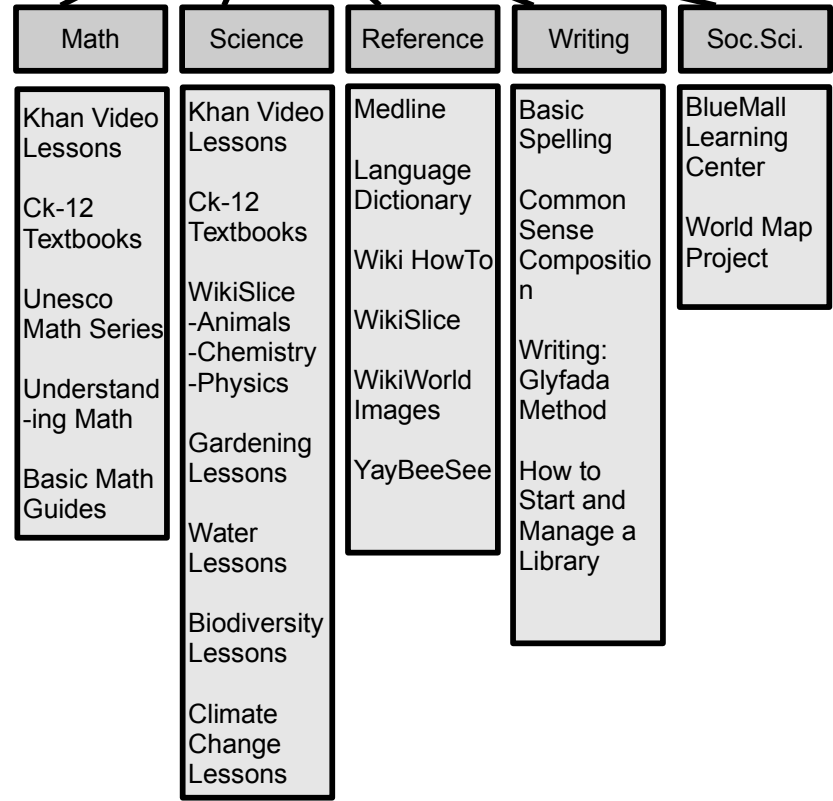 Math
Khan Video
Lessons
Ck-12
Textbooks
Unesco
Math Series
Understand
-ing Math
Basic Math
Guides
Science
Khan Video
Lessons
Ck-12
Textbooks
WikiSlice
-Animals
-Chemistry
-Physics
Gardening
Lessons
Water
Lessons
Biodiversity
Lessons
Climate
Change
Lessons
Reference
Medline
Language
Dictionary
Wiki HowTo
WikiSlice
WikiWorld
Images
YayBeeSee
Writing
Basic
Spelling
Common
Sense
Compositio
n
Writing:
Glyfada
Method
How to
Start and
Manage a
Library
Soc.Sci.
BlueMall
Learning
Center
World Map
Project